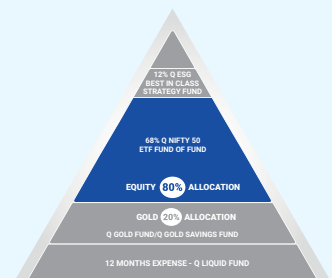 12% Q ESG
BEST IN CLASS
STRATEGY FUND
68% Q NIFTY 50
ETF FUND OF FUND
EQUITY 80% ALLOCATION
GOLD 20% ALLOCATION
Q GOLD FUND/Q GOLD SAVINGS FUND
12 MONTHS EXPENSE - Q LIQUID FUND